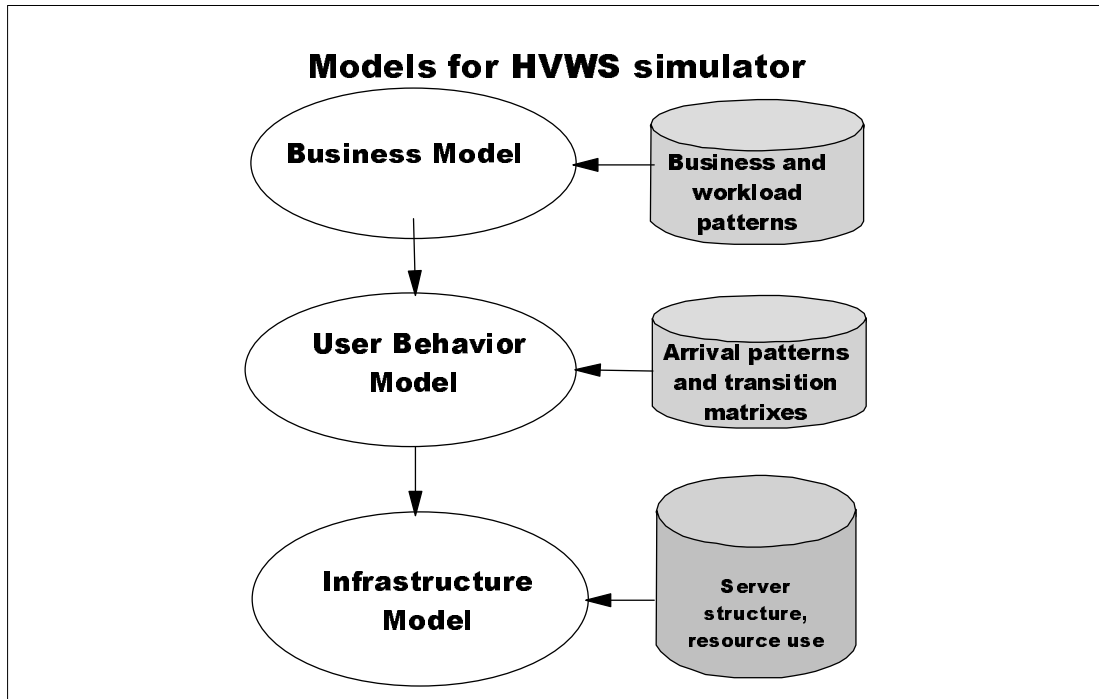 Models for HVWS simulator
Business Model
Business and
workload
patterns
User Behavior
Model
Arrival patterns
and transition
matrixes
Infrastructure
Model
Server
structure,
resource use